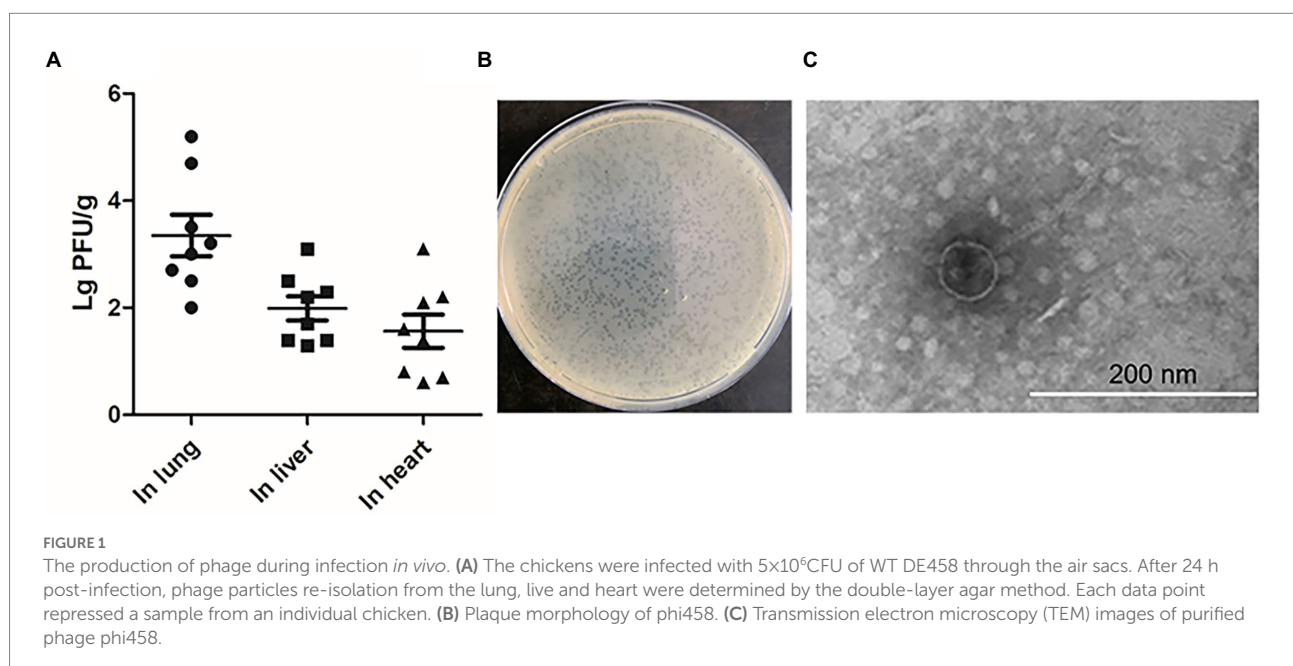 A
B
C
6
4
2
0
Lg PFU/g
In lung
In liver
In heart
200 nm
FIGURE 1
The production of phage during infection in vivo. (A) The chickens were infected with 5×10⁶CFU of WT DE458 through the air sacs. After 24 h
post-infection, phage particles re-isolation from the lung, live and heart were determined by the double-layer agar method. Each data point
repressed a sample from an individual chicken. (B) Plaque morphology of phi458. (C) Transmission electron microscopy (TEM) images of purified
phage phi458.